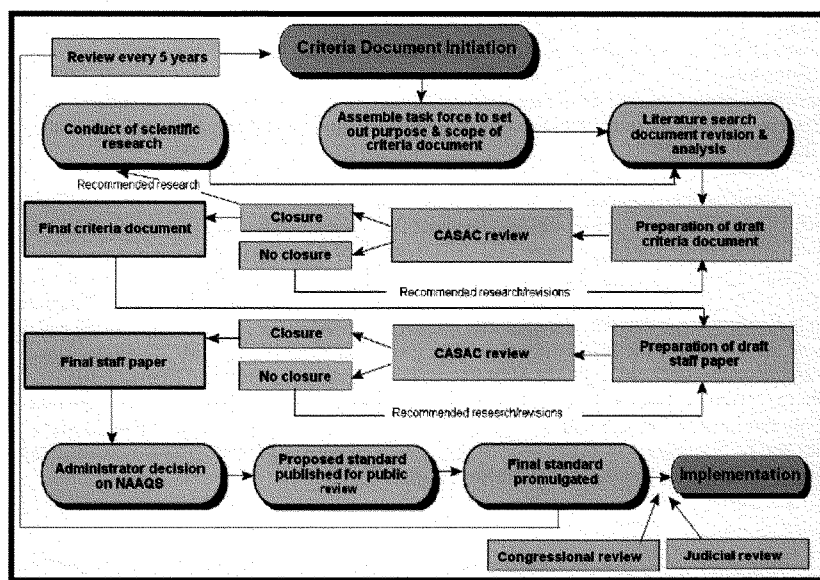 Review every 5 years
Criteria Document Initiation
Conduct of scientific
research
Assemble task force to set
out purpose & scope of
criteria document
Literature search
document revision &
analysis
Recommended research
Final criteria document
Closure
No closure
CASAC review
Preparation of draft
criteria document
Recommended research/revisions
Final staff paper
Closure
No closure
CASAC review
Preparation of draft
staff paper
Recommended research/revisions
Administrator decision
on NAAQS
Proposed standard
published for public
review
Final standard
promulgated
Implementation
Congressional review
Judicial review